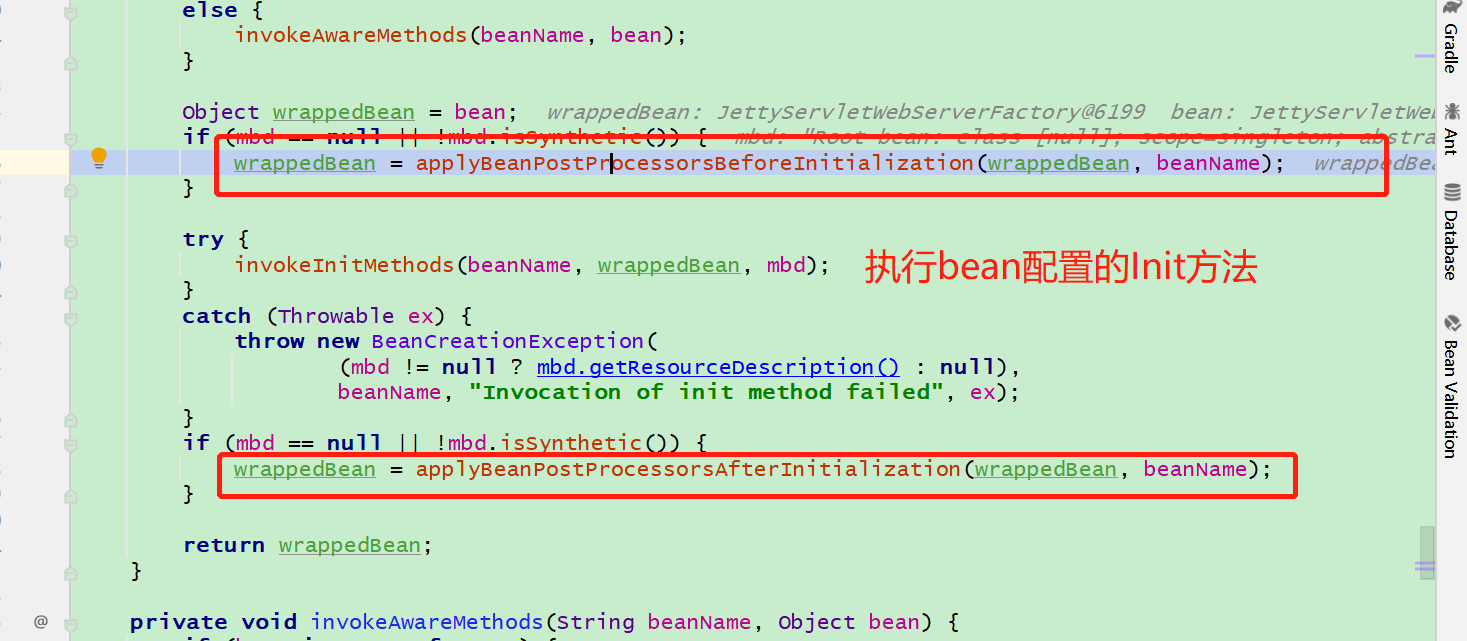 else {
invokeAwareMethods(beanName, bean);
}
Object wrappedBean = bean; wrappedBean: JettyServletWebServerFactory@6199 bean: JettyServletWeb
if (mbd == null || !mbd.isSynthetic()) { mbd: "Root bean: class [null]; scope=singleton; abstra
wrappedBean = applyBeanPostProcessorsBeforeInitialization(wrappedBean, beanName); wrappedBea
}
try {
invokeInitMethods(beanName, wrappedBean, mbd); 执行bean配置的Init方法
}
catch (Throwable ex) {
throw new BeanCreationException(
(mbd != null ? mbd.getResourceDescription() : null),
beanName, "Invocation of init method failed", ex);
}
if (mbd == null || !mbd.isSynthetic()) {
wrappedBean = applyBeanPostProcessorsAfterInitialization(wrappedBean, beanName);
}
return wrappedBean;
}
@ private void invokeAwareMethods(String beanName, Object bean) {
Gradle
Ant
Database
Bean Validation